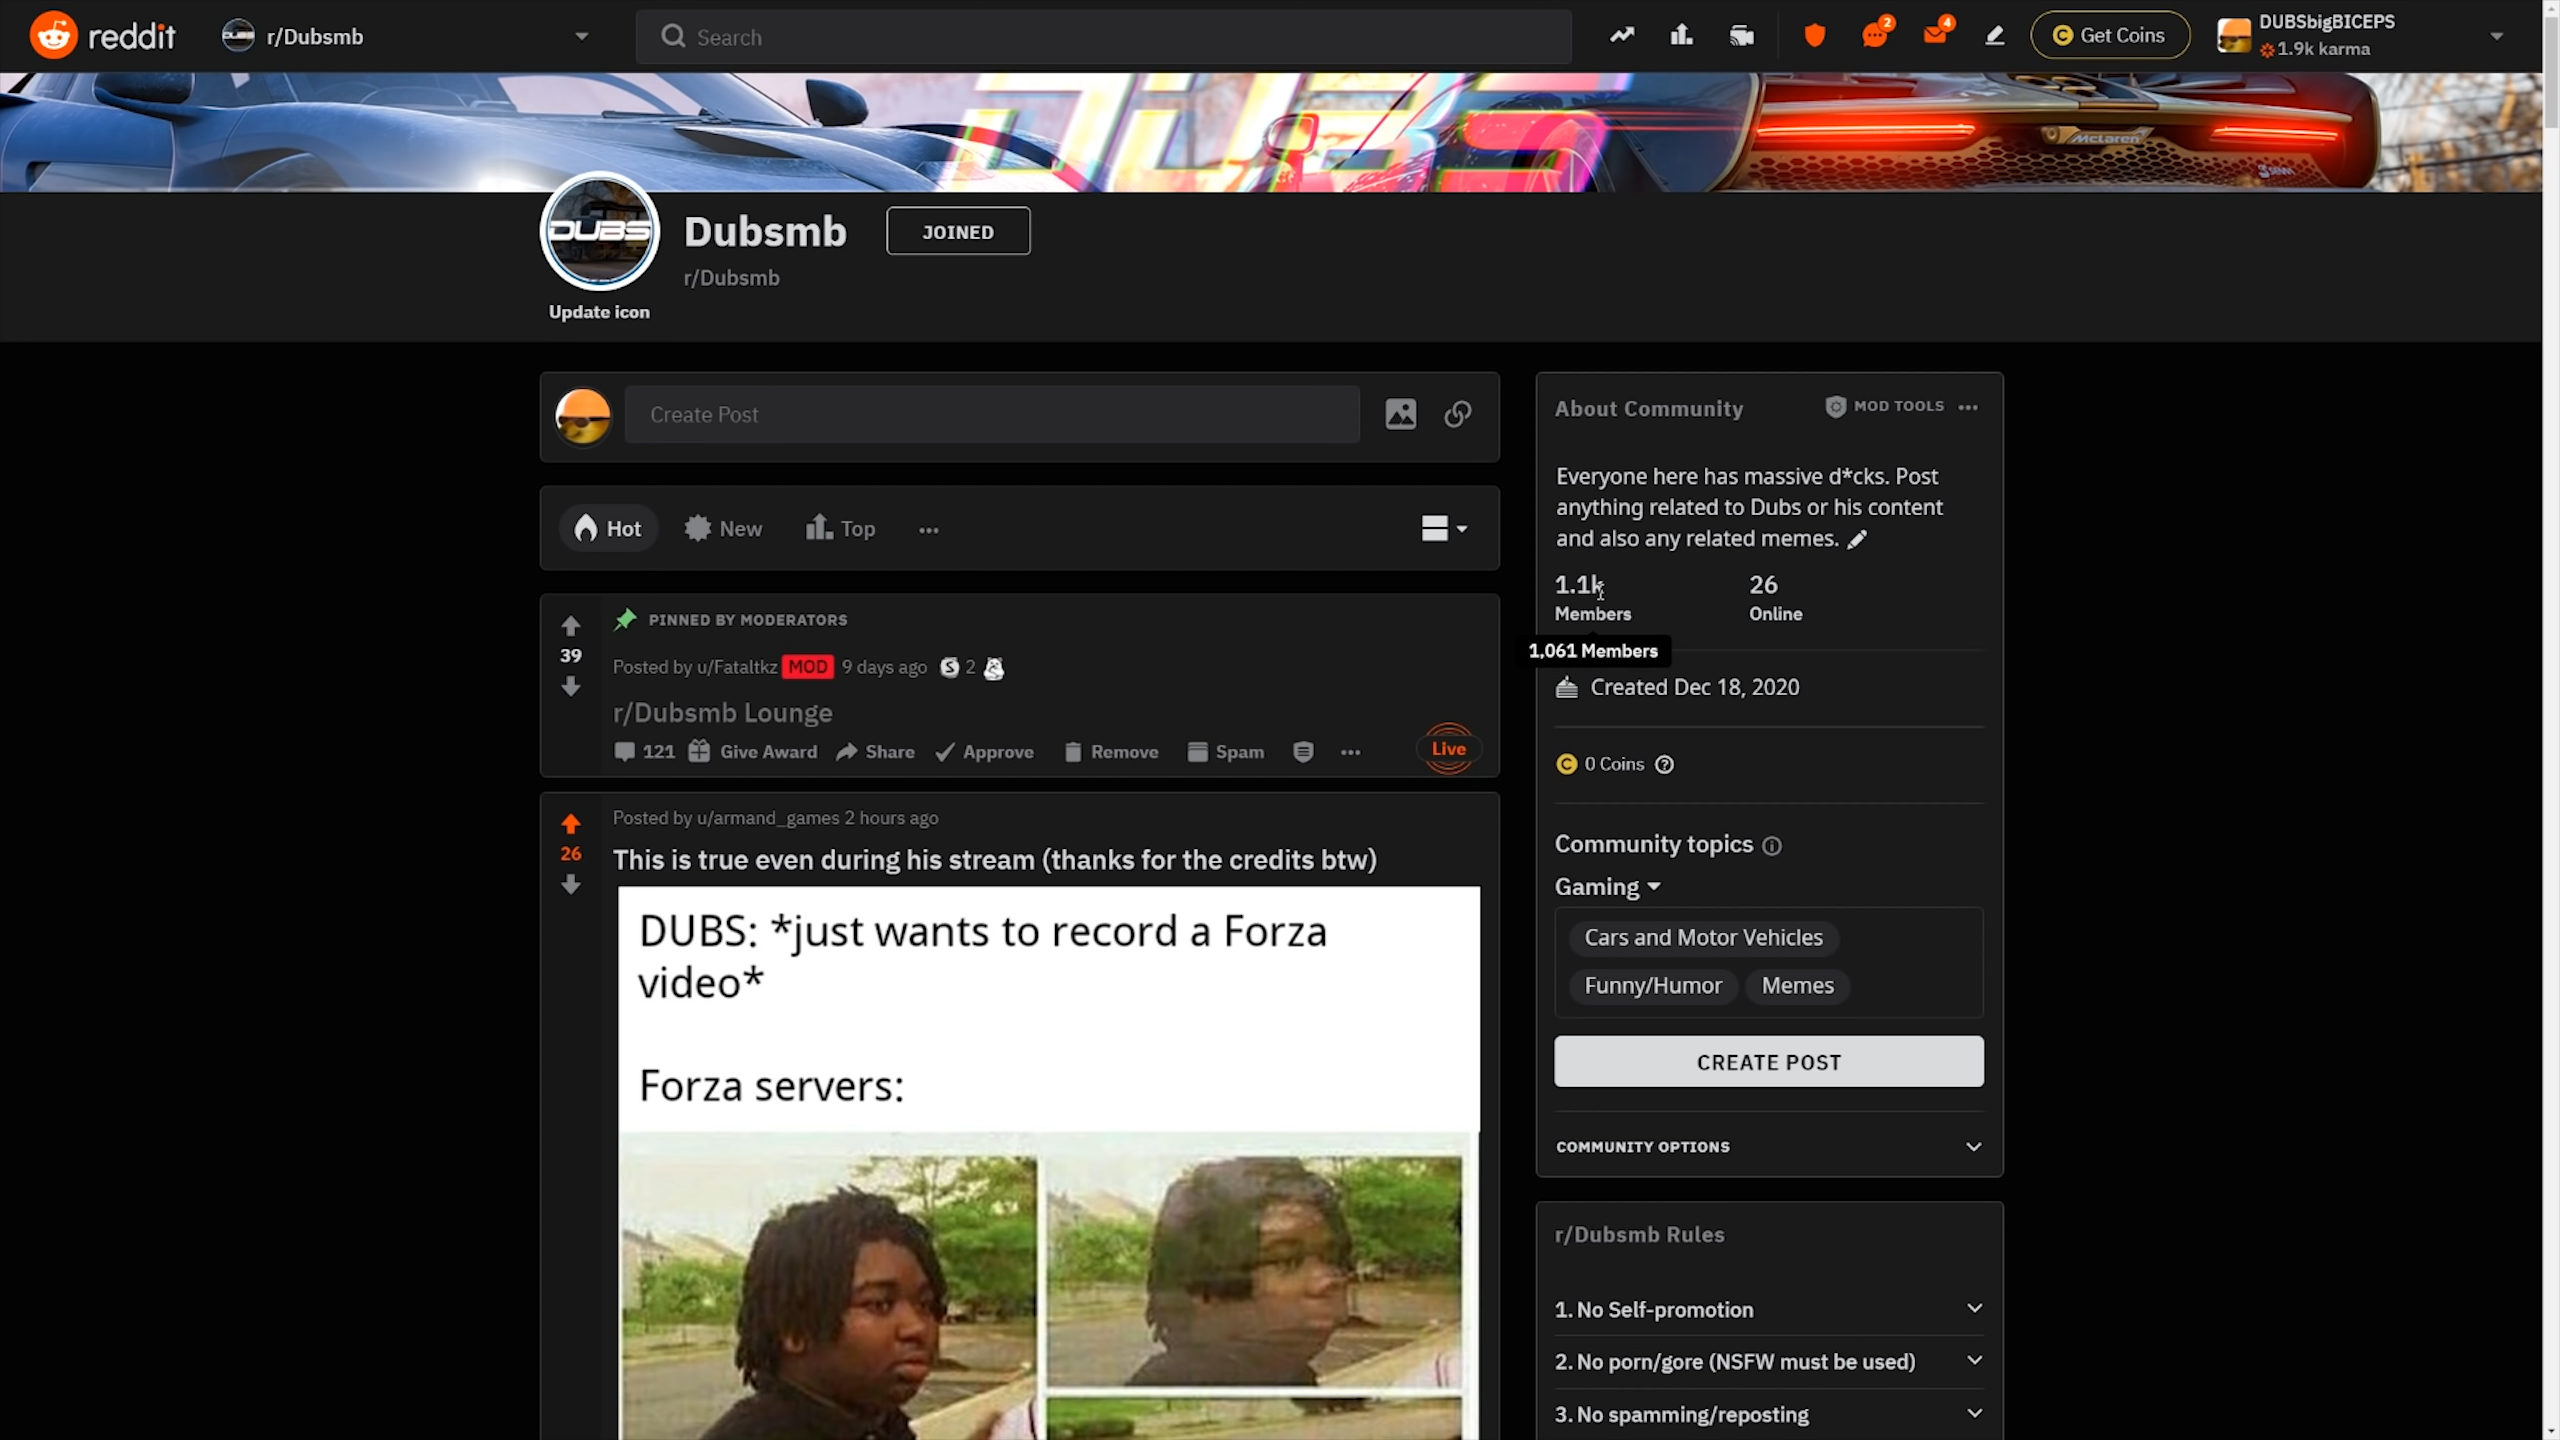 reddit
r/Dubsmb
Search
2
4
Get Coins
DUBSbigBICEPS
1.9k karma
DUBS
McLaren
DUBS
Dubsmb
JOINED
r/Dubsmb
Update icon
Create Post
Hot
New
Top
PINNED BY MODERATORS
39
Posted by u/Fataltkz MOD 9 days ago S 2
r/Dubsmb Lounge
121 Give Award Share Approve Remove Spam
Live
Posted by u/armand_games 2 hours ago
26
This is true even during his stream (thanks for the credits btw)
DUBS: *just wants to record a Forza
video*
Forza servers:
About Community
MOD TOOLS
Everyone here has massive d*cks. Post
anything related to Dubs or his content
and also any related memes.
1.1k
26
Members
Online
1,061 Members
Created Dec 18, 2020
0 Coins
Community topics
Gaming
Cars and Motor Vehicles
Funny/Humor
Memes
CREATE POST
COMMUNITY OPTIONS
r/Dubsmb Rules
1. No Self-promotion
2. No porn/gore (NSFW must be used)
3. No spamming/reposting